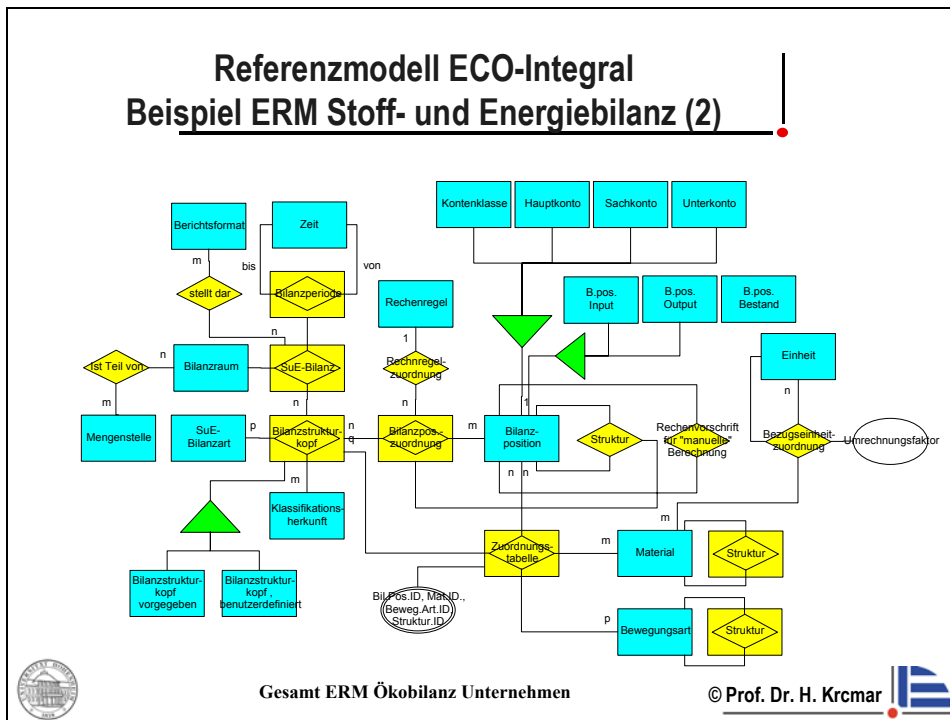 Referenzmodell ECO-Integral
Beispiel ERM Stoff- und Energiebilanz (2)
Kontenklasse
Hauptkonto
Sachkonto
Unterkonto
Berichtsformat
Zeit
m
bis
von
stellt dar
Bilanzperiode
Rechenregel
B.pos.
Input
B.pos.
Output
B.pos.
Bestand
1
n
Ist Teil von
n
Bilanzraum
SuE-Bilanz
Rechnregel-
zuordnung
Einheit
n
m
n
n
1
Mengenstelle
SuE-
Bilanzart
p
Bilanzstruktur-
kopf
n
q
Bilanzpos.-
zuordnung
m
Bilanz-
position
Struktur
Rechenvorschrift
für "manuelle"
Berechnung
Bezugseinheit-
zuordnung
Umrechnungsfaktor
m
n
n
Klassifikations-
herkunft
m
Zuordnungs-
tabelle
m
Material
Struktur
Bilanzstruktur-
kopf
vorgegeben
Bilanzstruktur-
kopf ,
benutzerdefiniert
Bil.Pos.ID, Mat.ID.,
Beweg.Art.ID,
Struktur.ID
p
Bewegungsart
Struktur
Gesamt ERM Ökobilanz Unternehmen
© Prof. Dr. H. Krcmar